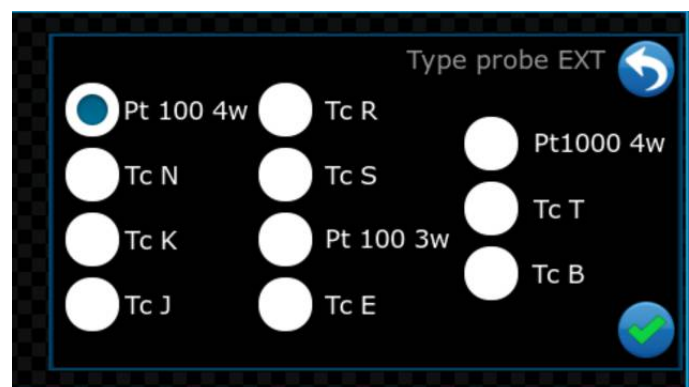 Type probe EXT
Pt 100 4w
Tc R
Pt1000 4w
Tc N
Tc S
Tc T
Tc K
Pt 100 3w
Tc B
Tc J
Tc E